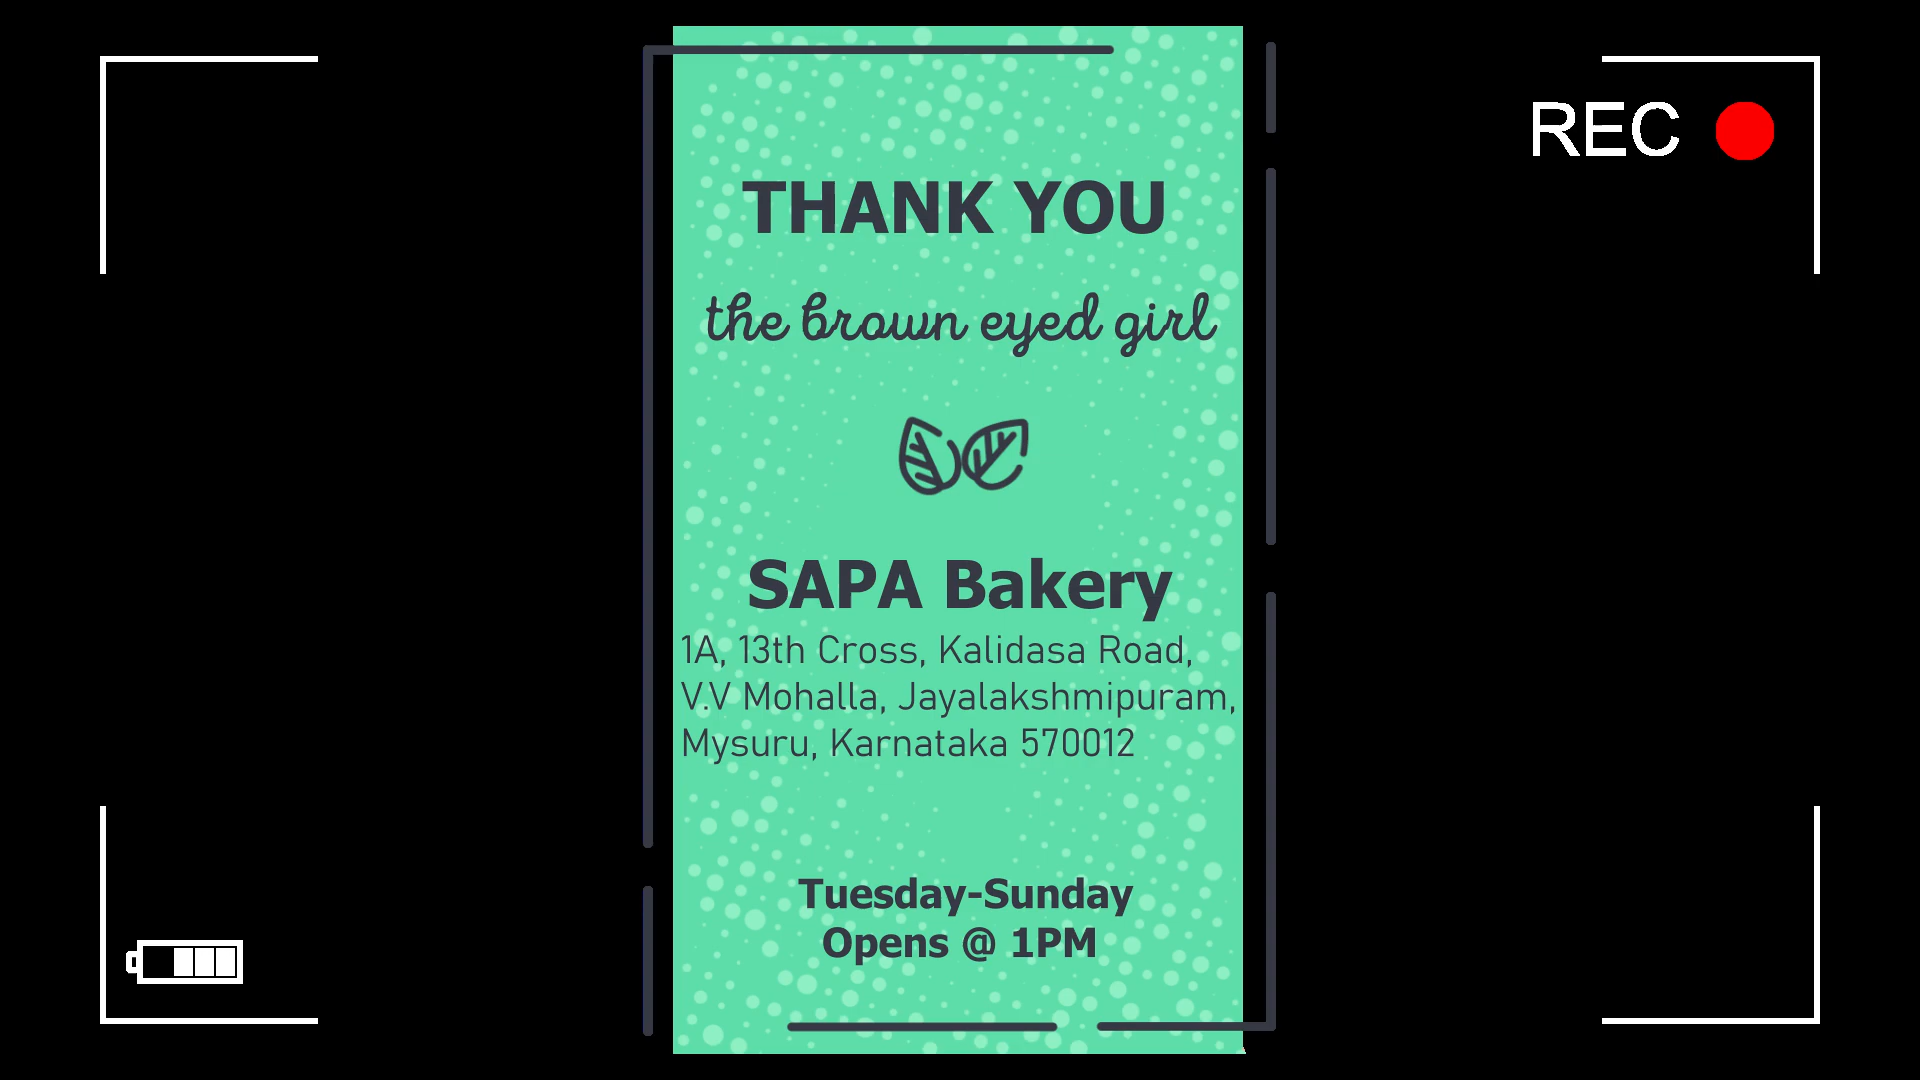 REC
THANK YOU
the brown eyed girl
SAPA Bakery
1A, 13th Cross, Kalidasa Road,
V.V Mohalla, Jayalakshmipuram,
Mysuru, Karnataka 570012
Tuesday-Sunday
Opens @ 1PM